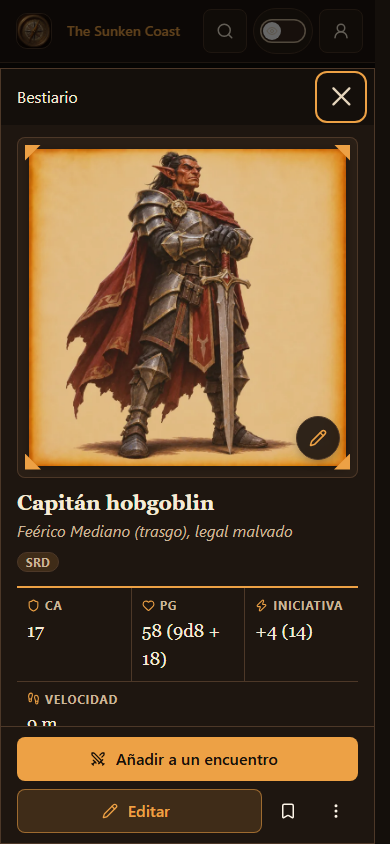 The Sunken Coast
Bestiario
Capitán hobgoblin
Feérico Mediano (trasgo), legal malvado
SRD
CA
17
PG
58 (9d8 +
18)
INICIATIVA
+4 (14)
VELOCIDAD
9 m
Añadir a un encuentro
Editar